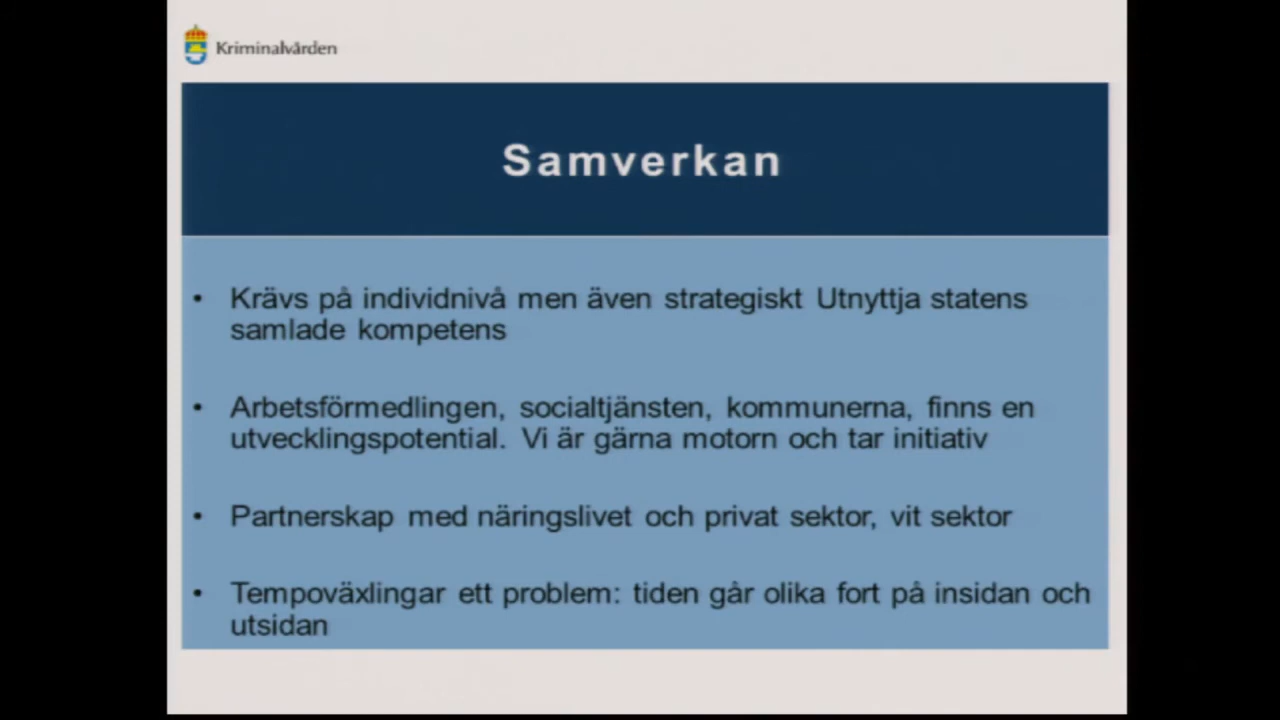 Kriminalvården
Samverkan
• Krävs på individnivå men även strategiskt Utnyttja statens
samlade kompetens
• Arbetsförmedlingen, socialtjänsten, kommunerna, finns en
utvecklingspotential. Vi är gärna motorn och tar initiativ
• Partnerskap med näringslivet och privat sektor, vit sektor
• Tempoväxlingar ett problem: tiden går olika fort på insidan och
utsidan